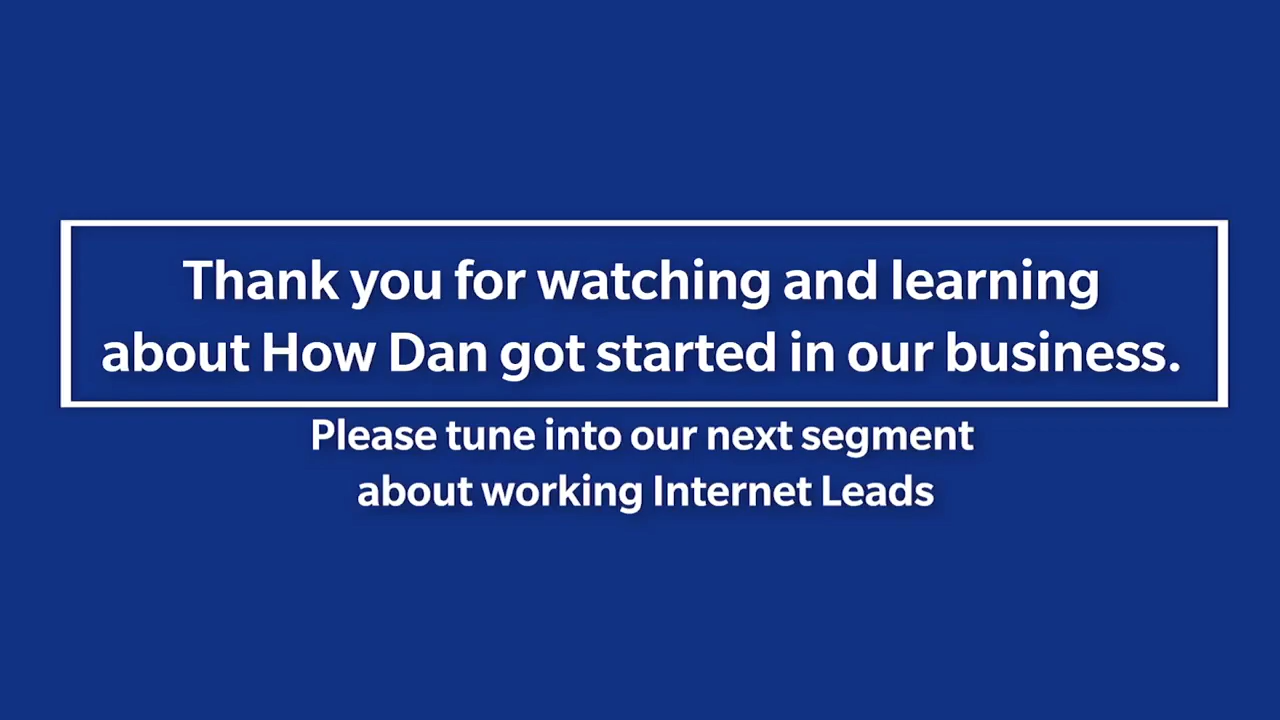 Thank you for watching and learning
about How Dan got started in our business.
Please tune into our next segment
about working Internet Leads